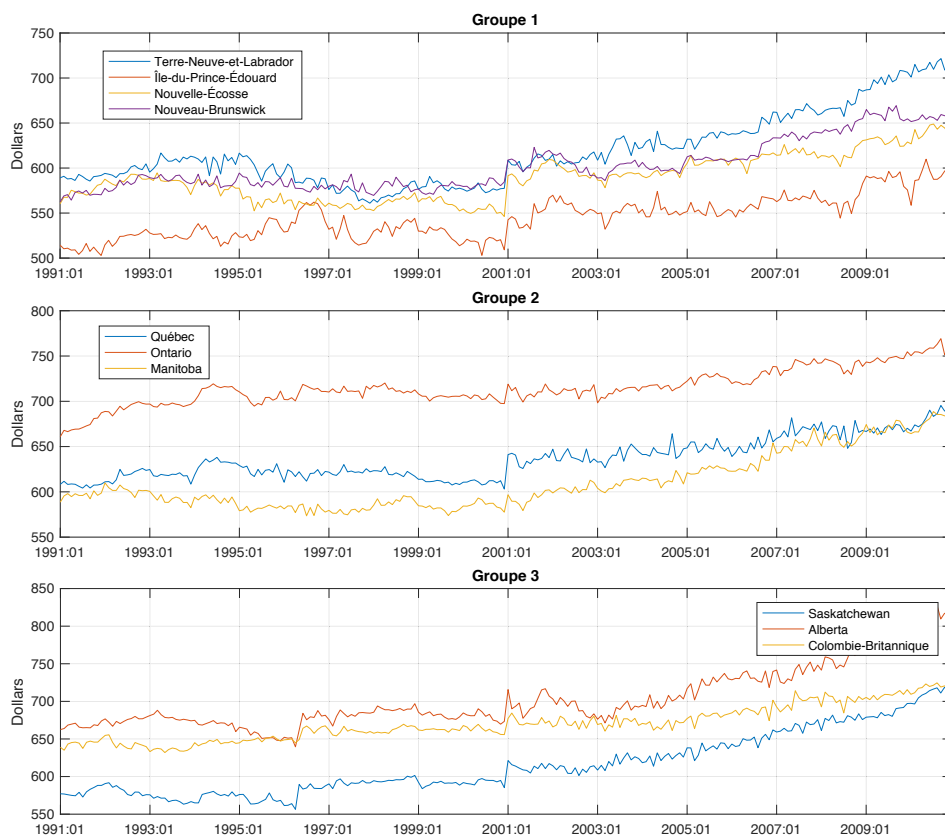 Groupe 1
750
700
650
600
550
500
Dollars
Terre-Neuve-et-Labrador
Île-du-Prince-Édouard
Nouvelle-Écosse
Nouveau-Brunswick
1991:01 1993:01 1995:01 1997:01 1999:01 2001:01 2003:01 2005:01 2007:01 2009:01
Groupe 2
800
750
700
650
600
550
Dollars
Québec
Ontario
Manitoba
1991:01 1993:01 1995:01 1997:01 1999:01 2001:01 2003:01 2005:01 2007:01 2009:01
Groupe 3
850
800
750
700
650
600
550
Dollars
Saskatchewan
Alberta
Colombie-Britannique
1991:01 1993:01 1995:01 1997:01 1999:01 2001:01 2003:01 2005:01 2007:01 2009:01